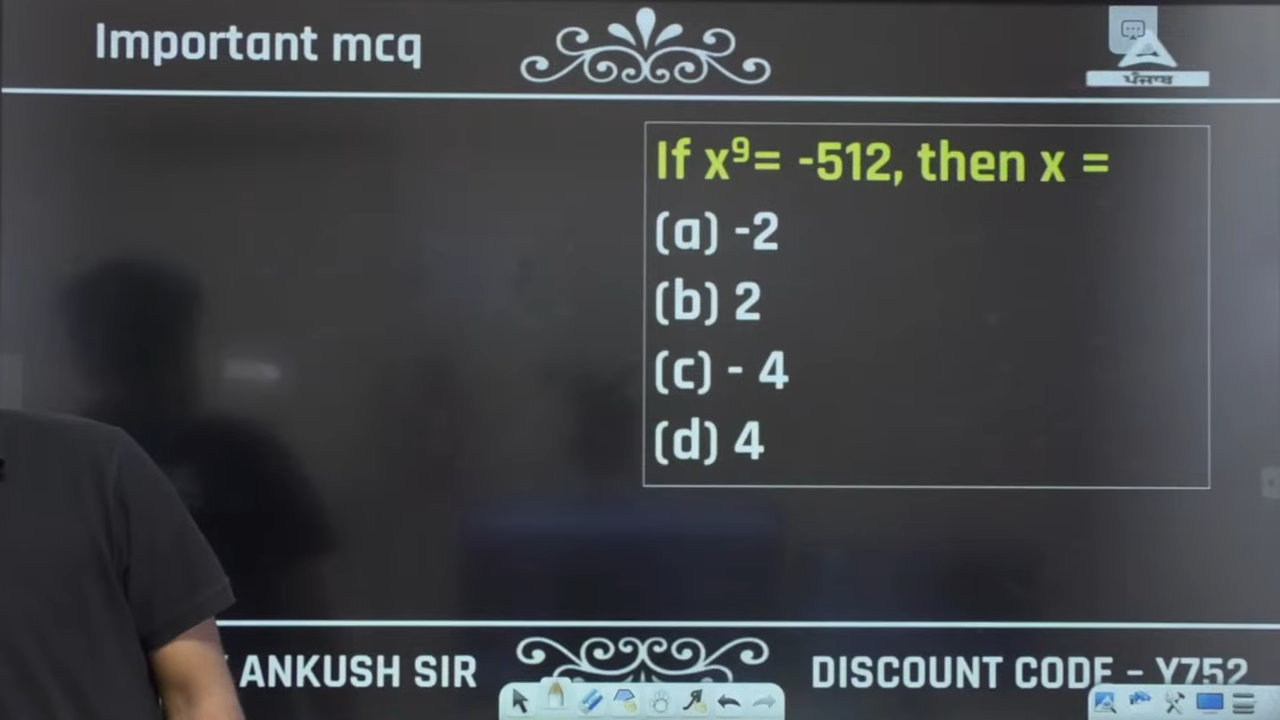 Important mcq
ਪੰਜਾਬ
If x⁹= -512, then x =
(a) -2
(b) 2
(c) - 4
(d) 4
ANKUSH SIR
DISCOUNT CODE - Y752